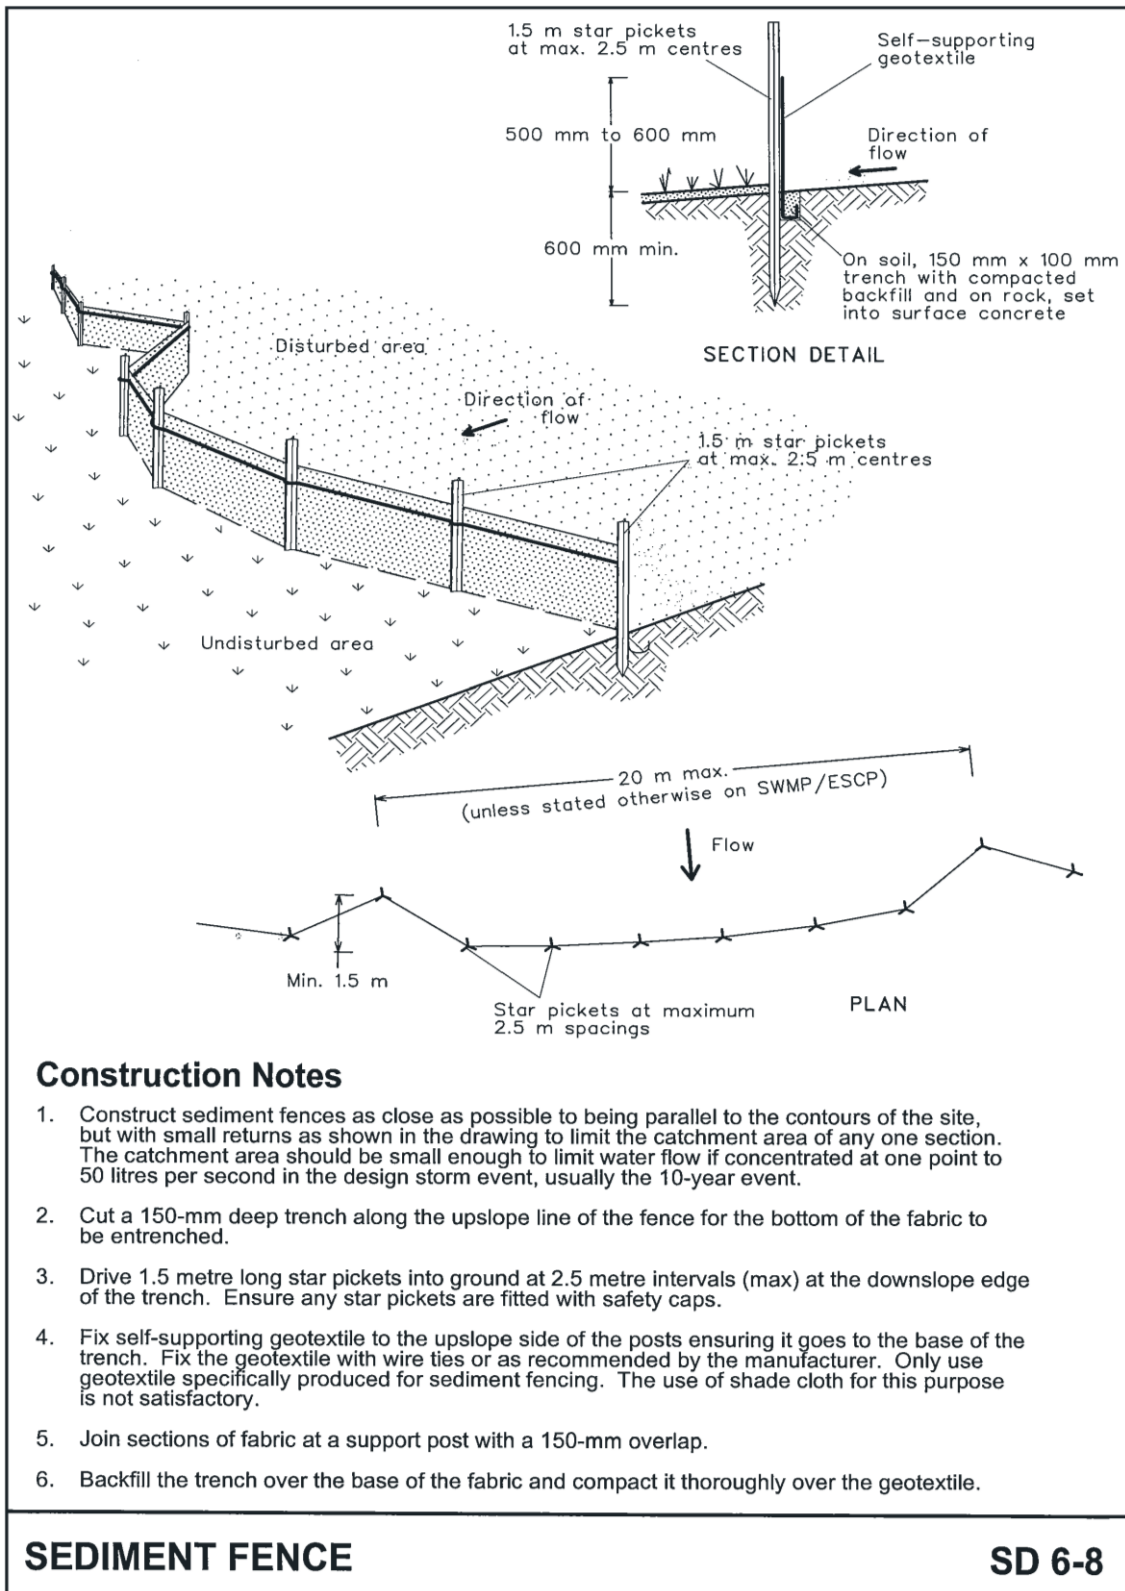 1.5 m star pickets
at max. 2.5 m centres
Self-supporting
geotextile
500 mm to 600 mm
Direction of
flow
600 mm min.
On soil, 150 mm x 100 mm
trench with compacted
backfill and on rock, set
into surface concrete
SECTION DETAIL
Disturbed area
Direction of
flow
1.5 m star pickets
at max. 2.5 m centres
Undisturbed area
20 m max.
(unless stated otherwise on SWMP/ESCP)
Flow
Min. 1.5 m
Star pickets at maximum
2.5 m spacings
PLAN
Construction Notes
1. Construct sediment fences as close as possible to being parallel to the contours of the site,
but with small returns as shown in the drawing to limit the catchment area of any one section.
The catchment area should be small enough to limit water flow if concentrated at one point to
50 litres per second in the design storm event, usually the 10-year event.
2. Cut a 150-mm deep trench along the upslope line of the fence for the bottom of the fabric to
be entrenched.
3. Drive 1.5 metre long star pickets into ground at 2.5 metre intervals (max) at the downslope edge
of the trench. Ensure any star pickets are fitted with safety caps.
4. Fix self-supporting geotextile to the upslope side of the posts ensuring it goes to the base of the
trench. Fix the geotextile with wire ties or as recommended by the manufacturer. Only use
geotextile specifically produced for sediment fencing. The use of shade cloth for this purpose
is not satisfactory.
5. Join sections of fabric at a support post with a 150-mm overlap.
6. Backfill the trench over the base of the fabric and compact it thoroughly over the geotextile.
SEDIMENT FENCE
SD 6-8